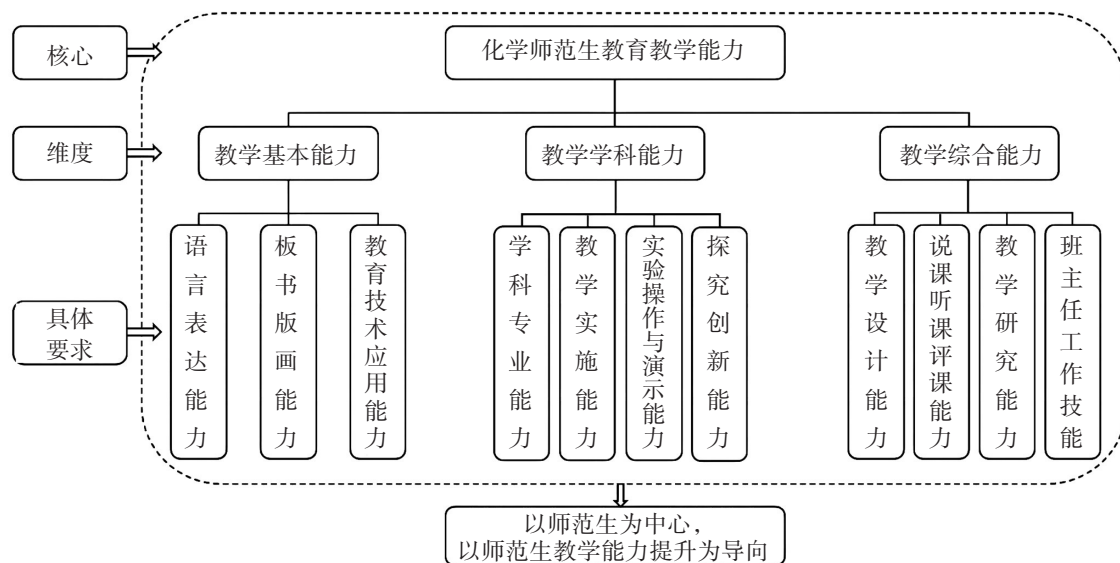 核心
化学师范生教育教学能力
维度
教学基本能力
教学学科能力
教学综合能力
具体
要求
语言表达能力
板书版画能力
教育技术应用能力
学科专业能力
教学实施能力
实验操作与演示能力
探究创新能力
教学设计能力
说课听课评课能力
教学研究能力
班主任工作技能
以师范生为中心，
以师范生教学能力提升为导向